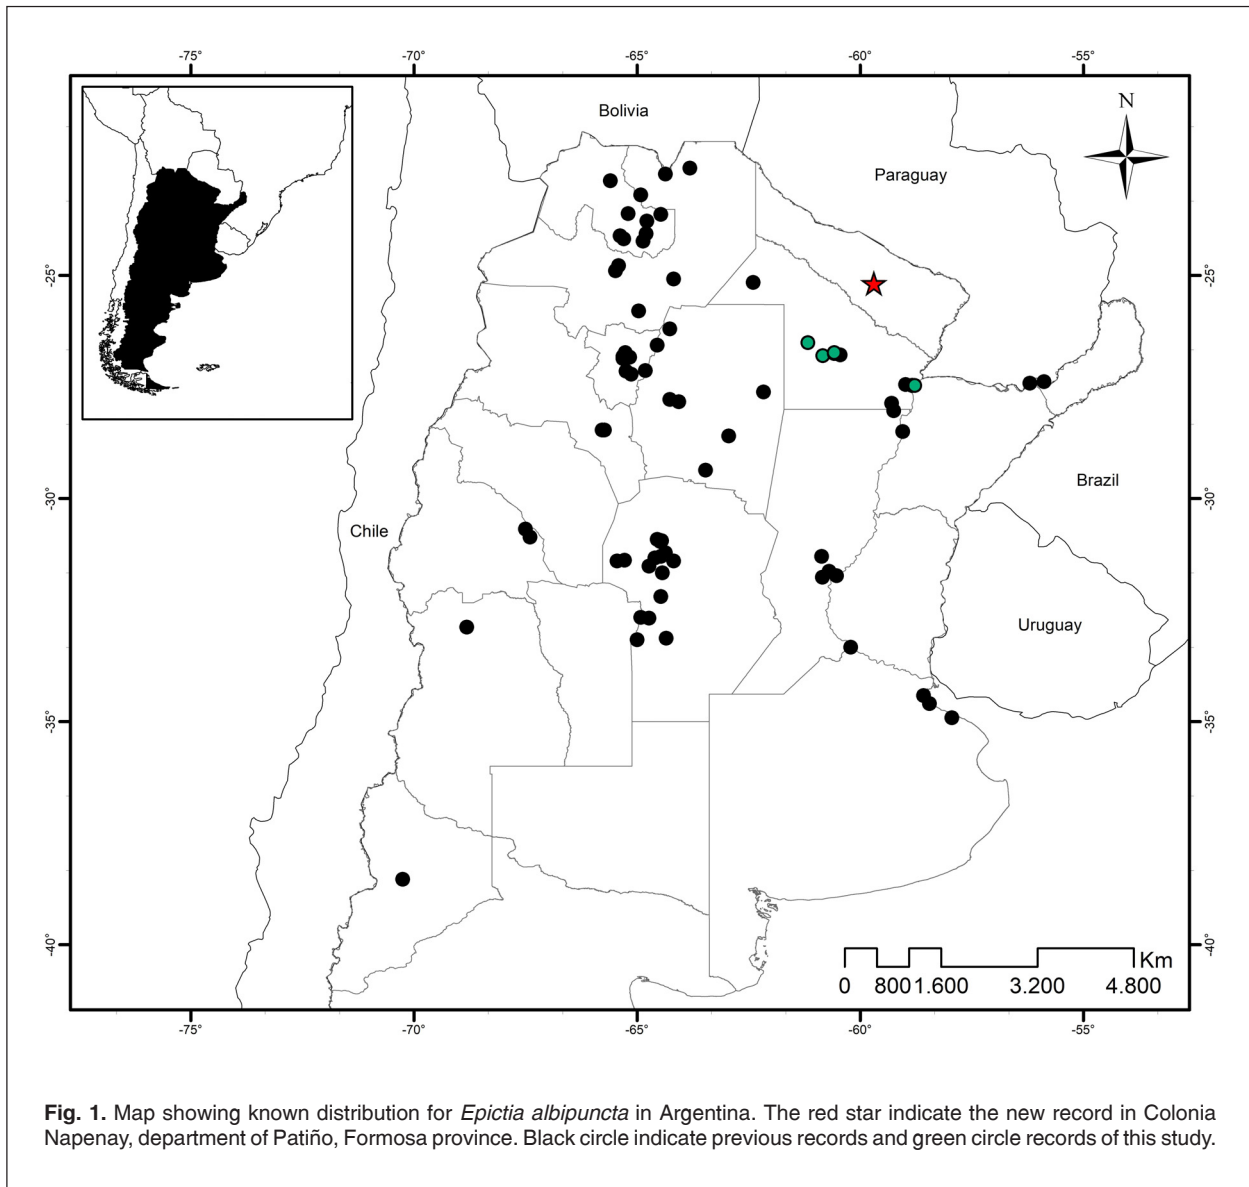 -75° -70° -65° -60° -55°
N
Bolivia
Paraguay
-25° -25°
Brazil
-30° -30°
Chile
Uruguay
-35° -35°
-40° -40°
Km
0 800 1.600 3.200 4.800
-75° -70° -65° -60° -55°
Fig. 1. Map showing known distribution for Epictia albipuncta in Argentina. The red star indicate the new record in Colonia
Napenay, department of Patiño, Formosa province. Black circle indicate previous records and green circle records of this study.